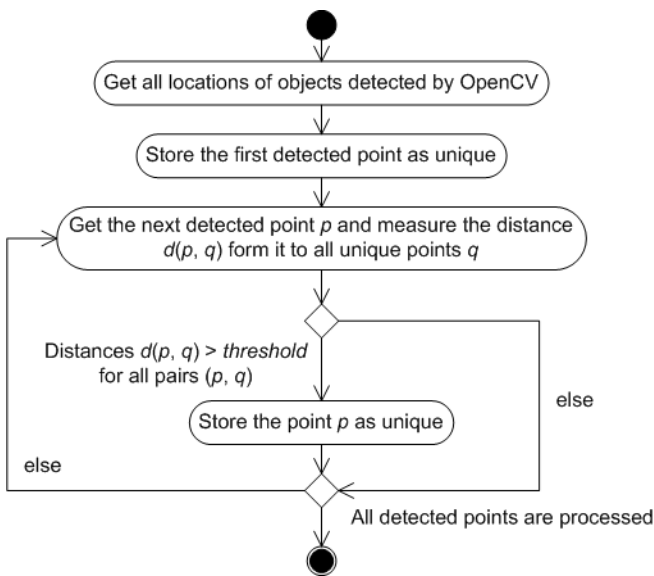 Get all locations of objects detected by OpenCV
Store the first detected point as unique
Get the next detected point p and measure the distance
d(p, q) form it to all unique points q
Distances d(p, q) > threshold
for all pairs (p, q)
else
Store the point p as unique
else
All detected points are processed